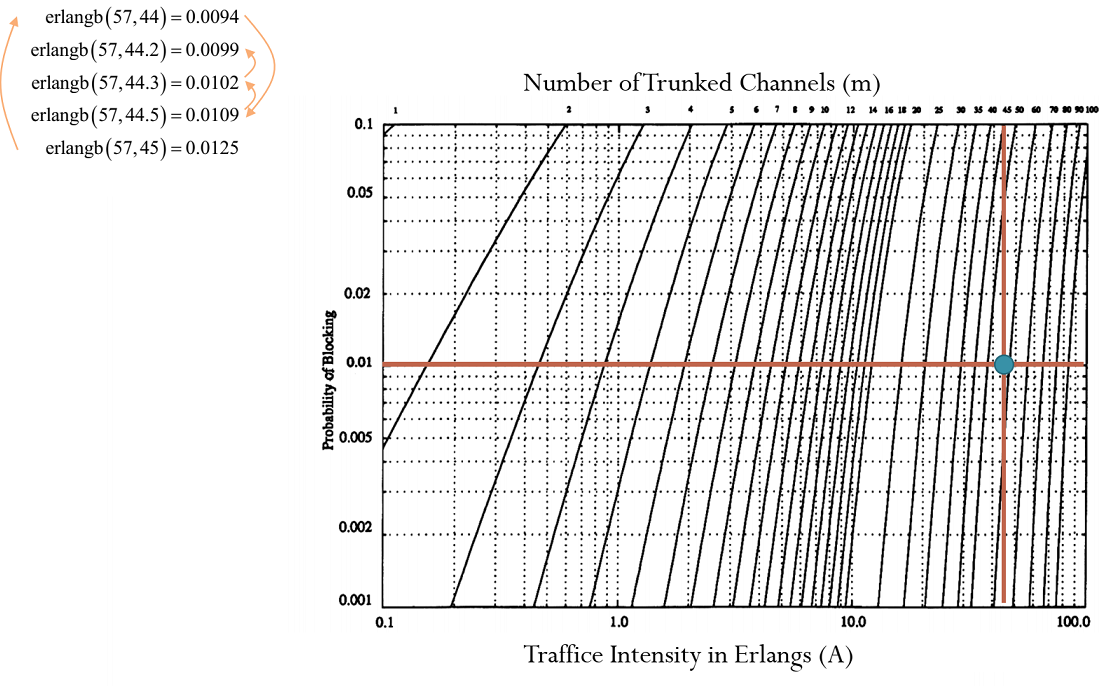 erlangb(57,44) = 0.0094
erlangb(57,44.2) = 0.0099
erlangb(57,44.3) = 0.0102
erlangb(57,44.5) = 0.0109
erlangb(57,45) = 0.0125
Number of Trunked Channels (m)
1 2 3 4 5 6 7 8 9 10 12 14 16 18 20 25 30 35 40 45 50 60 70 80 90 100
Probability of Blocking
0.1
0.05
0.02
0.01
0.005
0.002
0.001
0.1 1.0 10.0 100.0
Traffice Intensity in Erlangs (A)